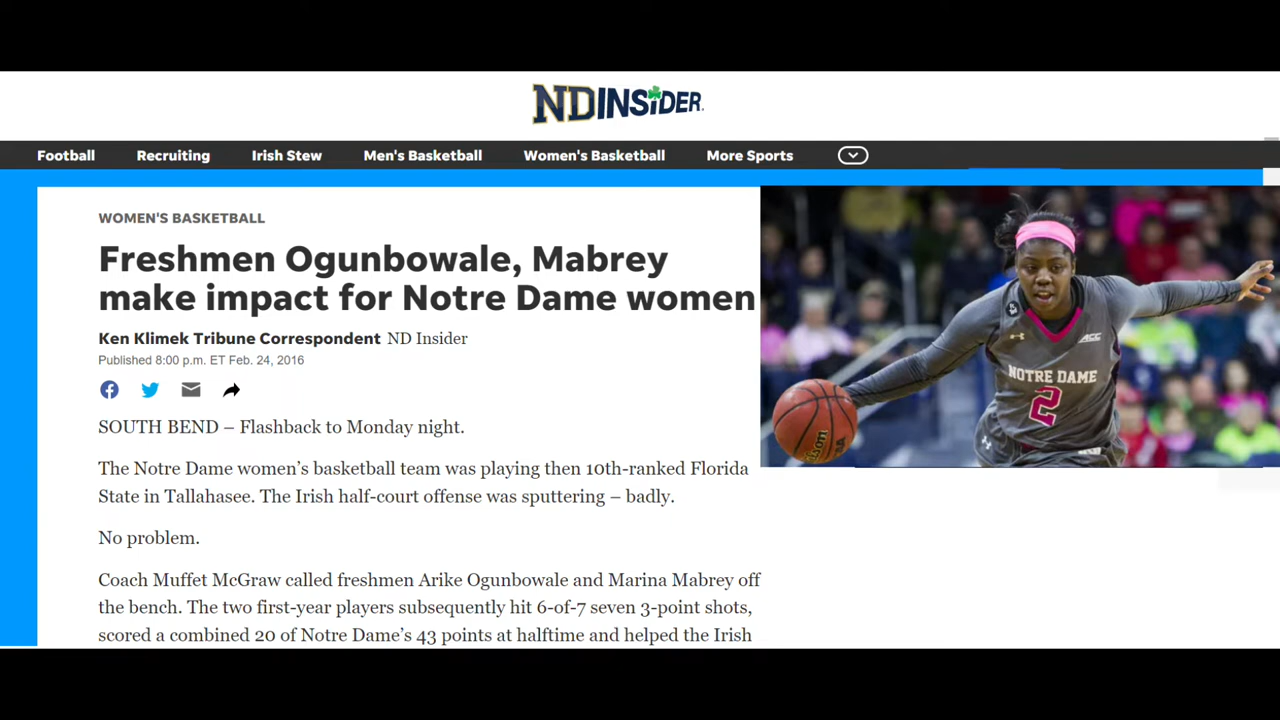 NDINSIDER
Football Recruiting Irish Stew Men's Basketball Women's Basketball More Sports
WOMEN'S BASKETBALL
Freshmen Ogunbowale, Mabrey
make impact for Notre Dame women
Ken Klimek Tribune Correspondent ND Insider
Published 8:00 p.m. ET Feb. 24, 2016
SOUTH BEND – Flashback to Monday night.
The Notre Dame women’s basketball team was playing then 10th-ranked Florida
State in Tallahasee. The Irish half-court offense was sputtering – badly.
No problem.
Coach Muffet McGraw called freshmen Arike Ogunbowale and Marina Mabrey off
the bench. The two first-year players subsequently hit 6-of-7 seven 3-point shots,
scored a combined 20 of Notre Dame’s 43 points at halftime and helped the Irish
ACC
NOTRE DAME
2
Wilson